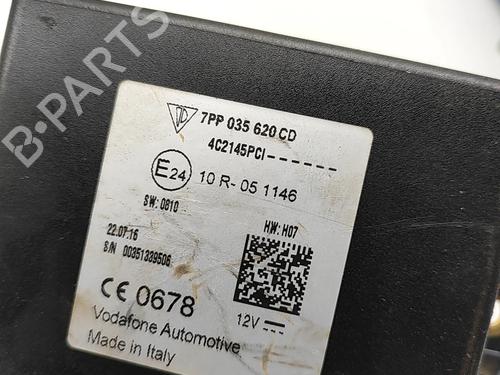 B-PARTS
7PP 035 620 CD
4C2145PCI-------
E24 10 R- 05 1146
SW: 0810
22.07.16 HW: H07
S/N 00351339506
CE 0678
12V
Vodafone Automotive
Made in Italy